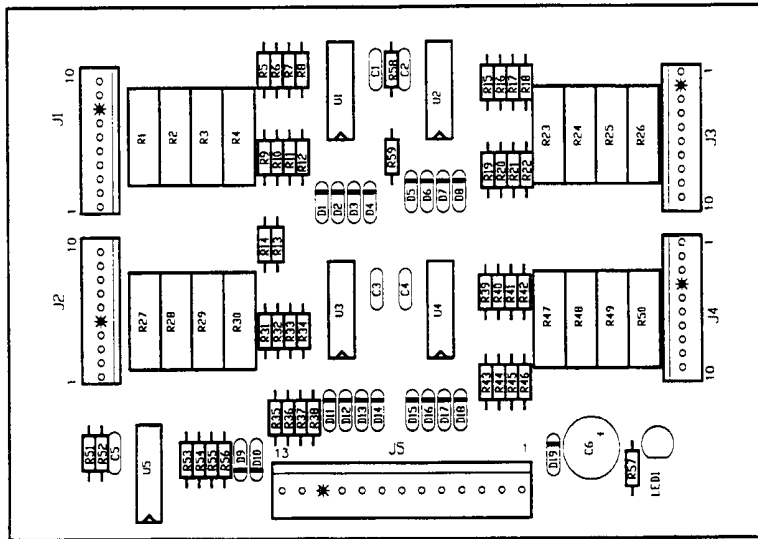 10
J1
1
R1
R2
R3
R4
R5
R6
R7
R8
R9
R10
R11
R12
U1
C1
R58
C2
U2
R59
R15
R16
R17
R18
R19
R20
R21
R22
R23
R24
R25
R26
1
J3
10
D1
D2
D3
D4
D5
D6
D7
D8
R14
R13
10
J2
1
R27
R28
R29
R30
R31
R32
R33
R34
U3
C3
C4
U4
R39
R40
R41
R42
R43
R44
R45
R46
R47
R48
R49
R50
1
J4
10
R35
R36
R37
R38
D11
D12
D13
D14
D15
D16
D17
D18
R51
R52
C5
U5
R53
R54
R55
R56
D9
D10
13
J5
1
D19
C6
+
R57
LED1